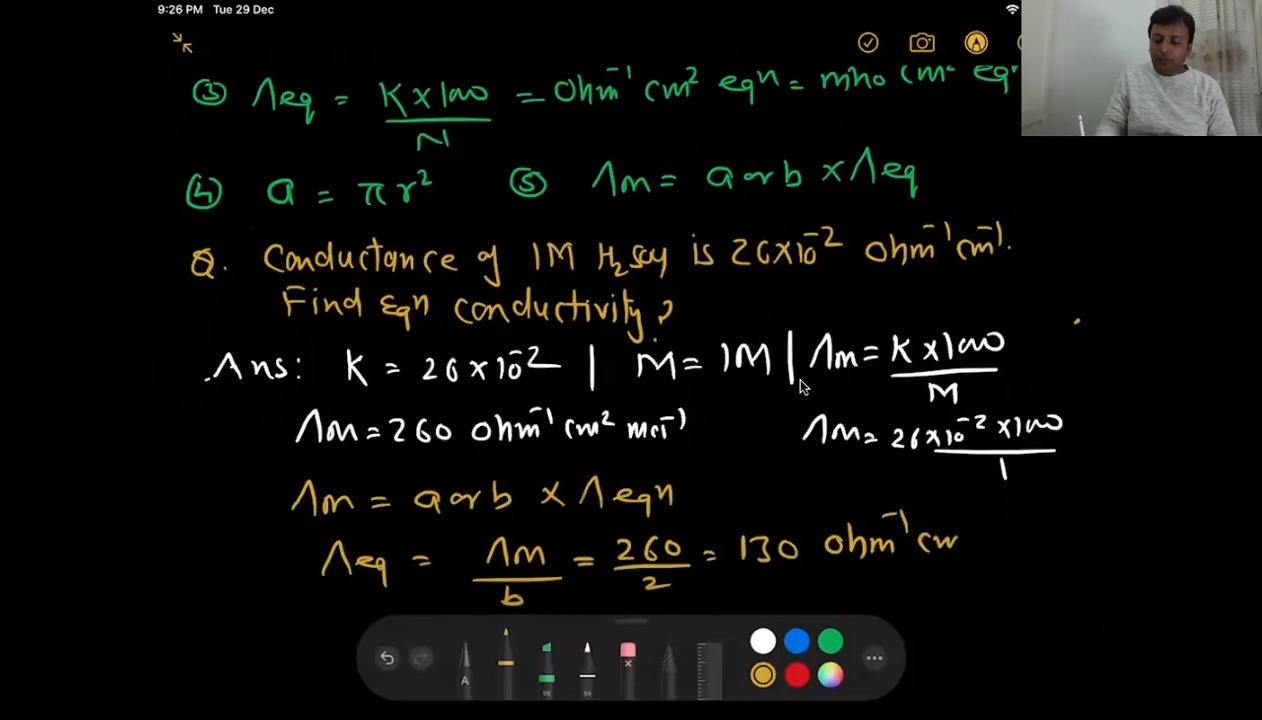 9:26 PM Tue 29 Dec
③ Λeq = K×1000/N = Ohm⁻¹ cm² eqn = mho cm² eq
④ a = πr² ⑤ Λm = a or b × Λeq
Q. Conductance of 1M H₂SO₄ is 26×10⁻² Ohm⁻¹cm⁻¹.
Find Eqn conductivity?
Ans: K = 26×10⁻² | M = 1M | Λm = K×1000/M
Λm = 260 Ohm⁻¹ cm² mol⁻¹ Λm = 26×10⁻²×1000/1
Λm = a or b × Λeqn
Λeq = Λm/b = 260/2 = 130 ohm⁻¹ cm
A